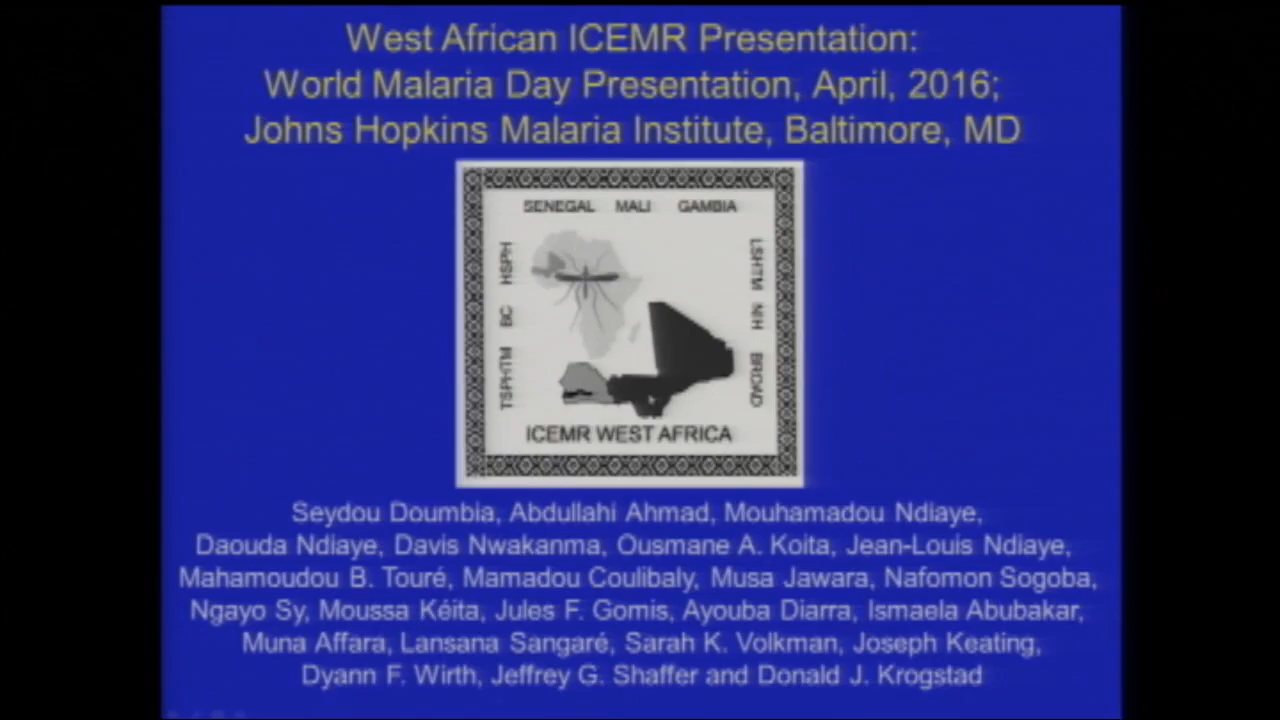 West African ICEMR Presentation:
World Malaria Day Presentation, April, 2016;
Johns Hopkins Malaria Institute, Baltimore, MD
SENEGAL MALI GAMBIA
TSPHTM BC HSPH
LSHTM NIH BROAD
ICEMR WEST AFRICA
Seydou Doumbia, Abdullahi Ahmad, Mouhamadou Ndiaye,
Daouda Ndiaye, Davis Nwakanma, Ousmane A. Koita, Jean-Louis Ndiaye,
Mahamoudou B. Touré, Mamadou Coulibaly, Musa Jawara, Nafomon Sogoba,
Ngayo Sy, Moussa Kéita, Jules F. Gomis, Ayouba Diarra, Ismaela Abubakar,
Muna Affara, Lansana Sangaré, Sarah K. Volkman, Joseph Keating,
Dyann F. Wirth, Jeffrey G. Shaffer and Donald J. Krogstad